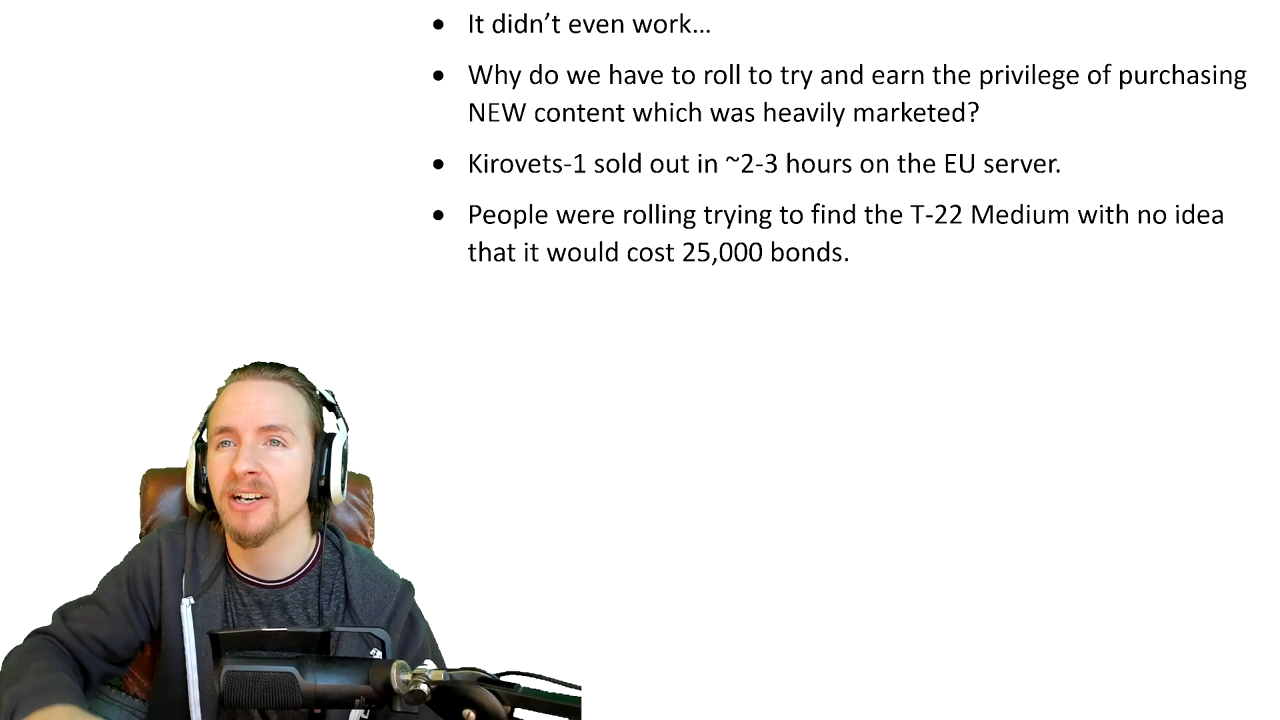 • It didn’t even work…
• Why do we have to roll to try and earn the privilege of purchasing
NEW content which was heavily marketed?
• Kirovets-1 sold out in ~2-3 hours on the EU server.
• People were rolling trying to find the T-22 Medium with no idea
that it would cost 25,000 bonds.